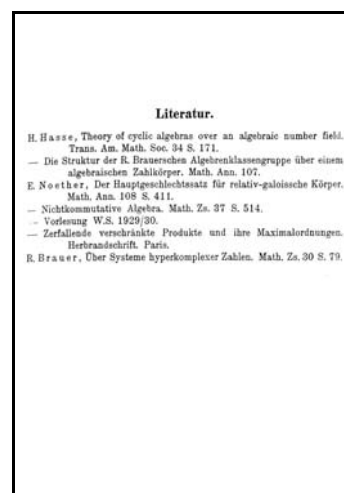 Literatur.
H. Hasse, Theory of cyclic algebras over an algebraic number field.
Trans. Am. Math. Soc. 34 S. 171.
— Die Struktur der R. Brauerschen Algebrenklassengruppe über einem
algebraischen Zahlkörper. Math. Ann. 107.
E. Noether, Der Hauptgeschlechtssatz für relativ-galoissche Körper.
Math. Ann. 108 S. 411.
— Nichtkommutative Algebra. Math. Zs. 37 S. 514.
— Vorlesung W.S. 1929/30.
— Zerfallende verschränkte Produkte und ihre Maximalordnungen.
Herbrandschrift. Paris.
R. Brauer, Über Systeme hyperkomplexer Zahlen. Math. Zs. 30 S. 79.